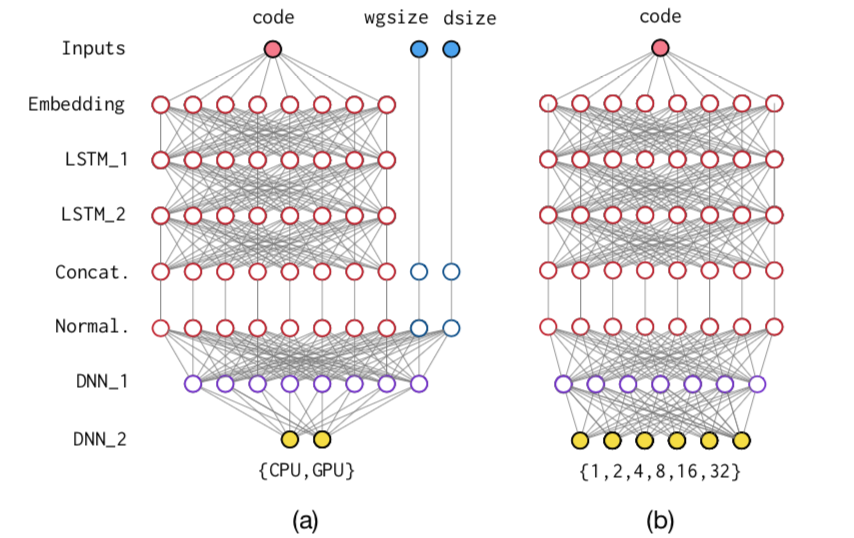 code wgsize dsize code
Inputs
Embedding
LSTM_1
LSTM_2
Concat.
Normal.
DNN_1
DNN_2
{CPU,GPU} {1,2,4,8,16,32}
(a) (b)